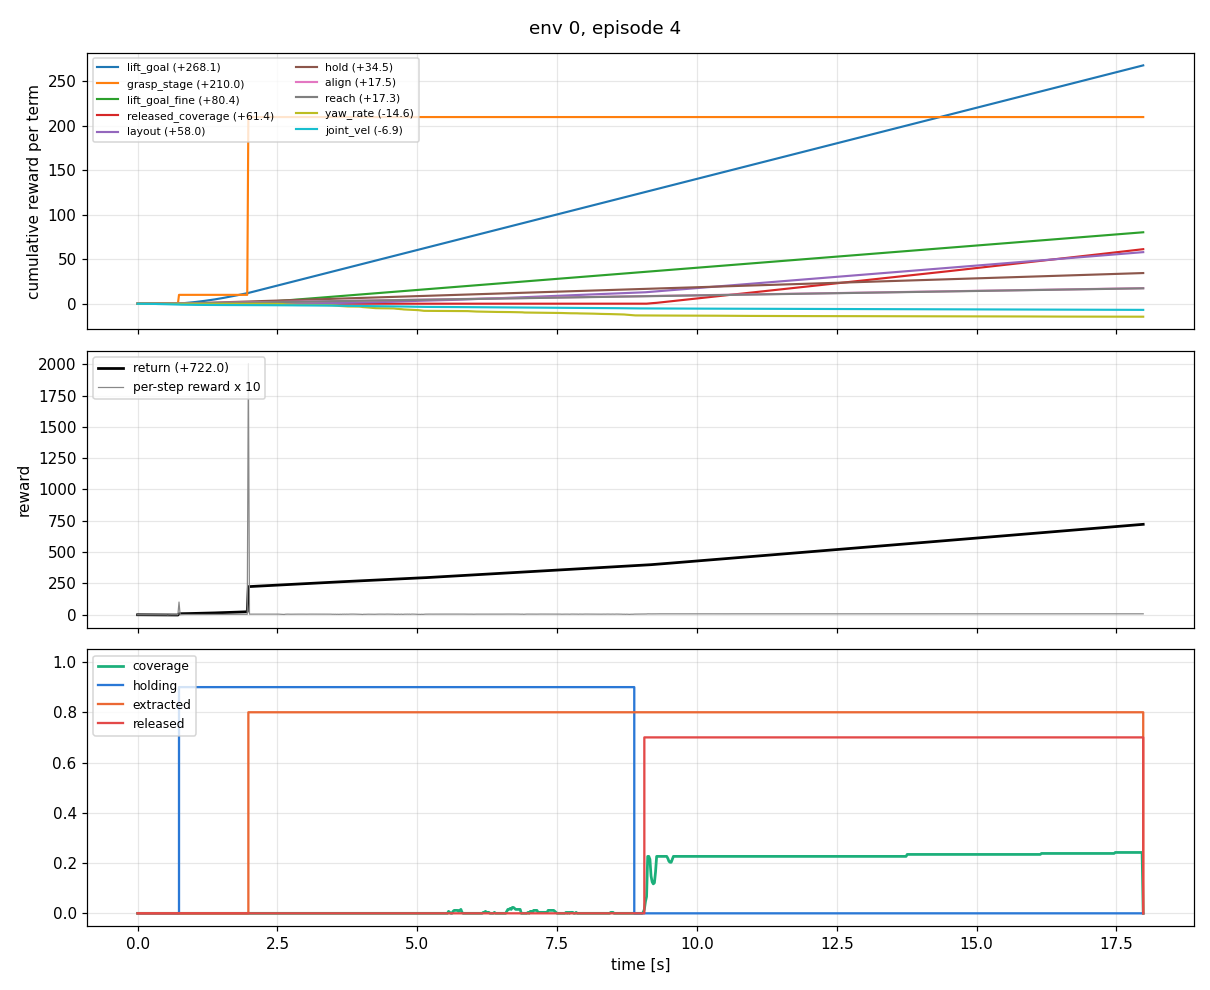 env 0, episode 4
cumulative reward per term
250
200
150
100
50
0
lift_goal (+268.1)
grasp_stage (+210.0)
lift_goal_fine (+80.4)
released_coverage (+61.4)
layout (+58.0)
hold (+34.5)
align (+17.5)
reach (+17.3)
yaw_rate (-14.6)
joint_vel (-6.9)
reward
2000
1750
1500
1250
1000
750
500
250
0
return (+722.0)
per-step reward x 10
1.0
0.8
0.6
0.4
0.2
0.0
coverage
holding
extracted
released
0.0 2.5 5.0 7.5 10.0 12.5 15.0 17.5
time [s]